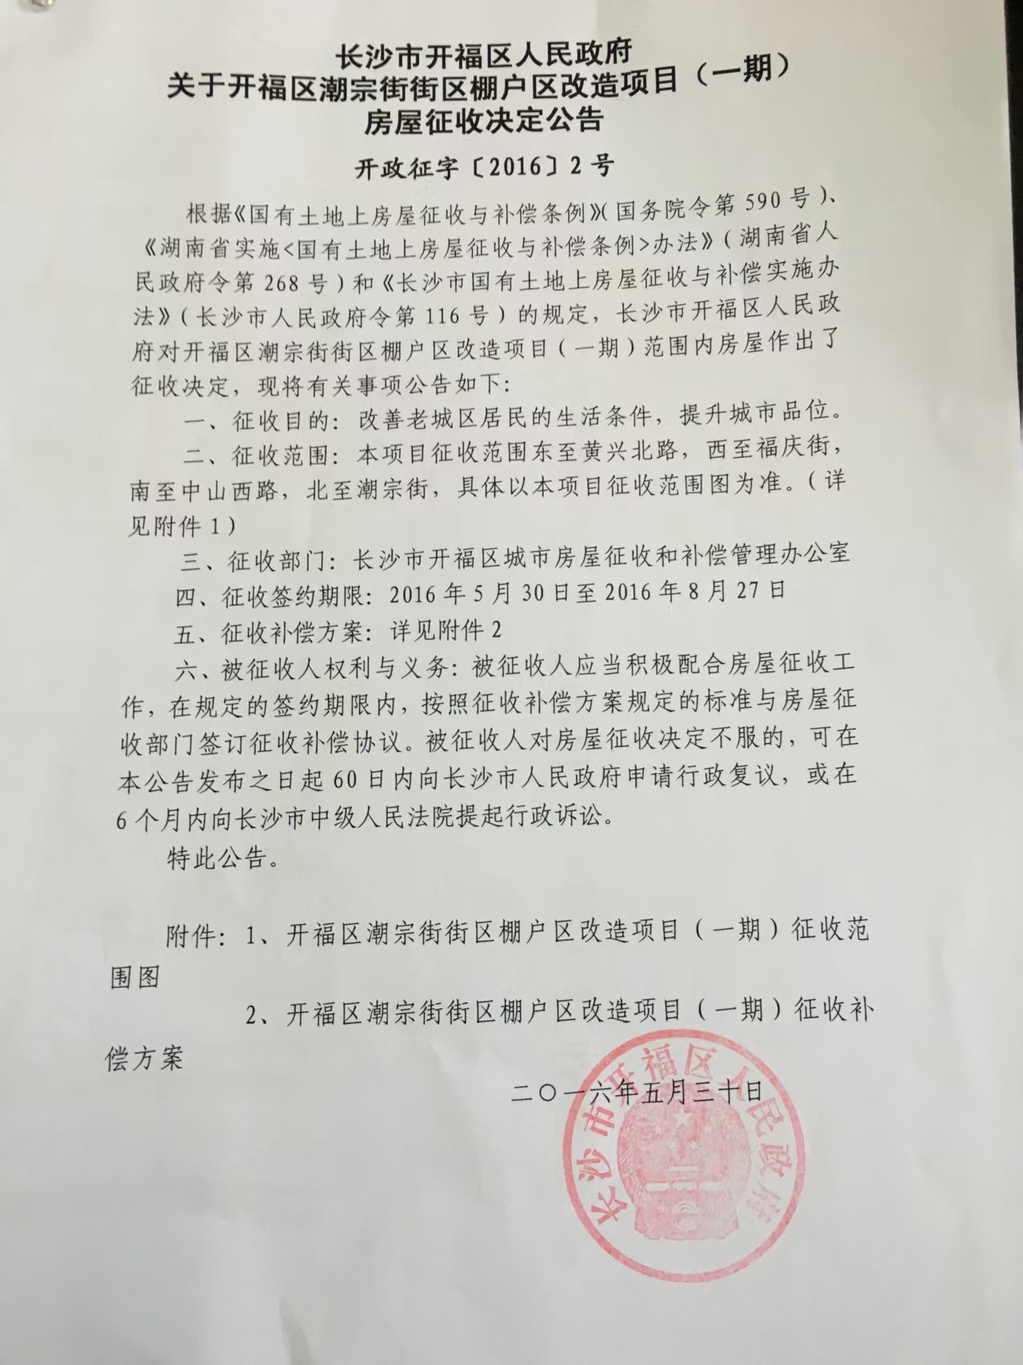 长沙市开福区人民政府
关于开福区潮宗街街区棚户区改造项目（一期）
房屋征收决定公告
开政征字〔2016〕2 号
根据《国有土地上房屋征收与补偿条例》（国务院令第 590 号）、
《湖南省实施<国有土地上房屋征收与补偿条例>办法》（湖南省人
民政府令第 268 号）和《长沙市国有土地上房屋征收与补偿实施办
法》（长沙市人民政府令第 116 号）的规定，长沙市开福区人民政
府对开福区潮宗街街区棚户区改造项目（一期）范围内房屋作出了
征收决定，现将有关事项公告如下：
一、征收目的：改善老城区居民的生活条件，提升城市品位。
二、征收范围：本项目征收范围东至黄兴北路，西至福庆街，
南至中山西路，北至潮宗街，具体以本项目征收范围图为准。（详
见附件 1）
三、征收部门：长沙市开福区城市房屋征收和补偿管理办公室
四、征收签约期限：2016 年 5 月 30 日至 2016 年 8 月 27 日
五、征收补偿方案：详见附件 2
六、被征收人权利与义务：被征收人应当积极配合房屋征收工
作，在规定的签约期限内，按照征收补偿方案规定的标准与房屋征
收部门签订征收补偿协议。被征收人对房屋征收决定不服的，可在
本公告发布之日起 60 日内向长沙市人民政府申请行政复议，或在
6 个月内向长沙市中级人民法院提起行政诉讼。
特此公告。
附件：1、开福区潮宗街街区棚户区改造项目（一期）征收范
围图
2、开福区潮宗街街区棚户区改造项目（一期）征收补
偿方案
二〇一六年五月三十日
长沙市开福区人民政府